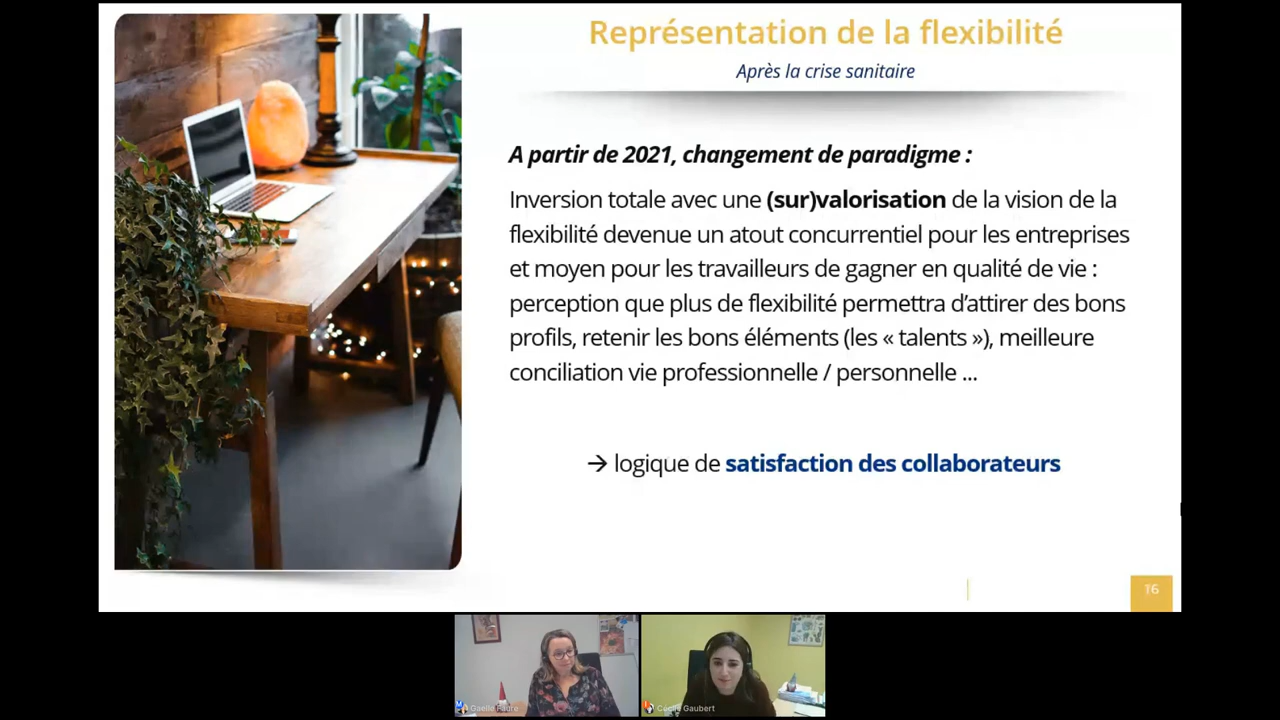 Représentation de la flexibilité
Après la crise sanitaire
A partir de 2021, changement de paradigme :
Inversion totale avec une (sur)valorisation de la vision de la
flexibilité devenue un atout concurrentiel pour les entreprises
et moyen pour les travailleurs de gagner en qualité de vie :
perception que plus de flexibilité permettra d'attirer des bons
profils, retenir les bons éléments (les « talents »), meilleure
conciliation vie professionnelle / personnelle ...
→ logique de satisfaction des collaborateurs
16
Gaelle Faure
Cécile Gaubert